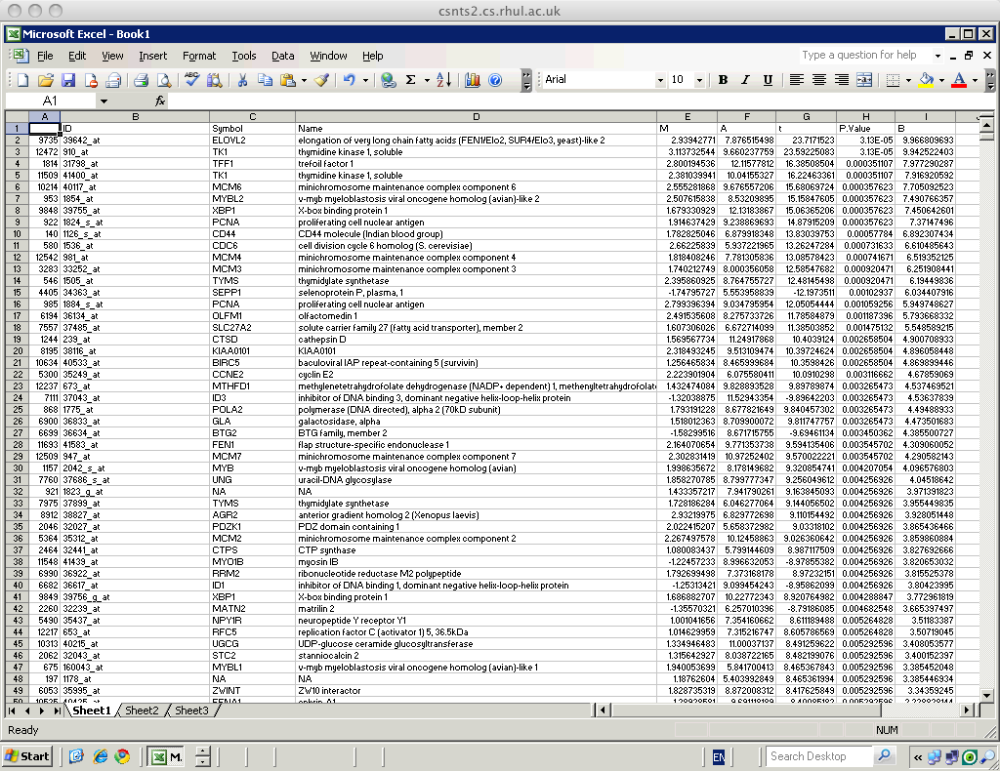 csnts2.cs.rhul.ac.uk
Microsoft Excel - Book1
File Edit View Insert Format Tools Data Window Help Type a question for help
Arial 10 B I U
A1 fx
A B C D E F G H I
1 ID Symbol Name M A t P.Value B
2 9735 39642_at ELOVL2 elongation of very long chain fatty acids (FEN1/Elo2, SUR4/Elo3, yeast)-like 2 2.93942771 7.876515498 23.7171523 3.13E-05 9.966809693
3 12472 910_at TK1 thymidine kinase 1, soluble 3.113732544 9.660237759 23.59225083 3.13E-05 9.942522403
4 1814 31798_at TFF1 trefoil factor 1 2.800194536 12.11577812 16.38508504 0.000351107 7.977290287
5 11509 41400_at TK1 thymidine kinase 1, soluble 2.381039941 10.04155327 16.22463361 0.000351107 7.916920592
6 10214 40117_at MCM6 minichromosome maintenance complex component 6 2.555281868 9.676557206 15.68069724 0.000357623 7.705092523
7 953 1854_at MYBL2 v-myb myeloblastosis viral oncogene homolog (avian)-like 2 2.507615838 8.53209895 15.15847605 0.000357623 7.490766357
8 9848 39755_at XBP1 X-box binding protein 1 1.679330929 12.13183867 15.06365206 0.000357623 7.450642601
9 922 1824_s_at PCNA proliferating cell nuclear antigen 1.914637429 9.238869693 14.87915209 0.000357623 7.37147496
10 140 1126_s_at CD44 CD44 molecule (Indian blood group) 1.782825046 6.879918348 13.83039753 0.00057784 6.892307434
11 580 1536_at CDC6 cell division cycle 6 homolog (S. cerevisiae) 2.66225839 5.937221965 13.26247284 0.000731633 6.610485643
12 12542 981_at MCM4 minichromosome maintenance complex component 4 1.818408246 7.781305836 13.08578423 0.000741671 6.519352125
13 3283 33252_at MCM3 minichromosome maintenance complex component 3 1.740212749 8.000356058 12.58547682 0.000920471 6.251908441
14 546 1505_at TYMS thymidylate synthetase 2.395860925 8.764755727 12.48145498 0.000920471 6.19449836
15 4405 34363_at SEPP1 selenoprotein P, plasma, 1 -1.74795727 5.553958839 -12.1973511 0.00102937 6.034407916
16 985 1884_s_at PCNA proliferating cell nuclear antigen 2.799396394 9.034795954 12.05054444 0.001059256 5.949748627
17 6194 36134_at OLFM1 olfactomedin 1 2.491535608 8.275733726 11.78584879 0.001187396 5.793668332
18 7557 37485_at SLC27A2 solute carrier family 27 (fatty acid transporter), member 2 1.607306026 6.672714099 11.38503852 0.001475132 5.548589215
19 1244 239_at CTSD cathepsin D 1.569567734 11.24917868 10.4039124 0.002658504 4.900708933
20 8195 38116_at KIAA0101 KIAA0101 2.318493245 9.513109474 10.39724624 0.002658504 4.896058448
21 10634 40533_at BIRC5 baculoviral IAP repeat-containing 5 (survivin) 1.256465834 8.465999684 10.3598426 0.002658504 4.869899446
22 5300 35249_at CCNE2 cyclin E2 2.223901904 6.075580411 10.0910298 0.003116662 4.67859069
23 12237 673_at MTHFD1 methylenetetrahydrofolate dehydrogenase (NADP+ dependent) 1, methenyltetrahydrofolate 1.432474084 9.828893528 9.89789874 0.003365242 4.537469521
24 7111 37043_at ID3 inhibitor of DNA binding 3, dominant negative helix-loop-helix protein -1.32038875 11.52943354 -9.89642203 0.003365242 4.53637839
25 868 1775_at POLA2 polymerase (DNA directed), alpha 2 (70kD subunit) 1.793191228 8.677821649 9.840457302 0.003365242 4.49488933
26 6900 36833_at GLA galactosidase, alpha 1.518012363 8.709900072 9.811747757 0.003365242 4.473501683
27 6699 36634_at BTG2 BTG family, member 2 -1.58299516 8.671715755 -9.69461134 0.003450362 4.385500727
28 11693 41583_at FEN1 flap structure-specific endonuclease 1 2.164070654 9.771353738 9.594135406 0.003545702 4.309060052
29 12509 947_at MCM7 minichromosome maintenance complex component 7 2.302831419 10.97252402 9.570022221 0.003545702 4.290582143
30 1157 2042_s_at MYB v-myb myeloblastosis viral oncogene homolog (avian) 1.998635672 8.178149682 9.320854741 0.004207054 4.096576803
31 7760 37686_s_at UNG uracil-DNA glycosylase 1.858270785 8.799777347 9.256049612 0.004256926 4.04518642
32 921 1823_g_at NA NA 1.433357217 7.941790261 9.163845093 0.004256926 3.971391823
33 7975 37899_at TYMS thymidylate synthetase 1.728186284 6.046277064 9.144056502 0.004256926 3.955449835
34 8912 38827_at AGR2 anterior gradient homolog 2 (Xenopus laevis) 2.93219975 6.829772698 9.110154492 0.004256926 3.928051448
35 2046 32027_at PDZK1 PDZ domain containing 1 2.022415207 5.658372982 9.03318102 0.004256926 3.865436466
36 5364 35312_at MCM2 minichromosome maintenance complex component 2 2.267497578 10.12458863 9.026360642 0.004256926 3.859860884
37 2464 32441_at CTPS CTP synthase 1.080083437 5.799144609 8.987117509 0.004256926 3.827692666
38 11548 41439_at MYO1B myosin IB -1.22457233 8.996632053 -8.97855382 0.004256926 3.820653032
39 6990 36922_at RRM2 ribonucleotide reductase M2 polypeptide 1.792699498 7.373168178 8.97232151 0.004256926 3.815525378
40 6682 36617_at ID1 inhibitor of DNA binding 1, dominant negative helix-loop-helix protein -1.25313421 9.099454243 -8.95862099 0.004256926 3.80423995
41 9849 39756_g_at XBP1 X-box binding protein 1 1.686882707 10.22772343 8.920764982 0.004288847 3.772961819
42 2260 32239_at MATN2 matrilin 2 -1.35570321 6.257010396 -8.79186085 0.004682548 3.665397497
43 5490 35437_at NPY1R neuropeptide Y receptor Y1 1.001041656 7.354160662 8.611189488 0.005264828 3.51183387
44 12217 653_at RFC5 replication factor C (activator 1) 5, 36.5kDa 1.014629959 7.315216747 8.605786569 0.005264828 3.50719045
45 10313 40215_at UGCG UDP-glucose ceramide glucosyltransferase 1.334946483 11.00037137 8.491259622 0.005292596 3.408053577
46 2062 32043_at STC2 stanniocalcin 2 1.315642927 8.038722165 8.482199076 0.005292596 3.400152397
47 675 160043_at MYBL1 v-myb myeloblastosis viral oncogene homolog (avian)-like 1 1.940053699 5.841700413 8.465367843 0.005292596 3.385452048
48 197 1178_at NA NA 1.18762604 5.403992849 8.465361994 0.005292596 3.385446934
49 6053 35995_at ZWINT ZW10 interactor 1.828735319 8.872008312 8.417625849 0.005292596 3.34359245
Sheet1 Sheet2 Sheet3
Ready NUM
Start M. EN Search Desktop